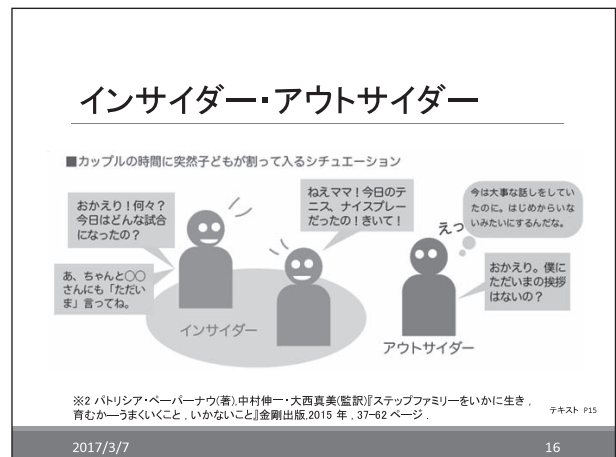 インサイダー・アウトサイダー
■カップルの時間に突然子どもが割って入るシチュエーション
おかえり！何々？
今日はどんな試合
になったの？
あ、ちゃんと○○
さんにも「ただい
ま」言ってね。
ねえママ！今日のテ
ニス、ナイスプレー
だったの！きいて！
えっ
今は大事な話しをしてい
たのに。はじめからいな
いみたいにするんだな。
おかえり。僕に
ただいまの挨拶
はないの？
インサイダー
アウトサイダー
※2 パトリシア・ペーパーナウ(著),中村伸一・大西真美(監訳)『ステップファミリーをいかに生き,
育むか―うまくいくこと,いかないこと』金剛出版,2015 年,37-62 ページ.
テキスト P15
2017/3/7
16